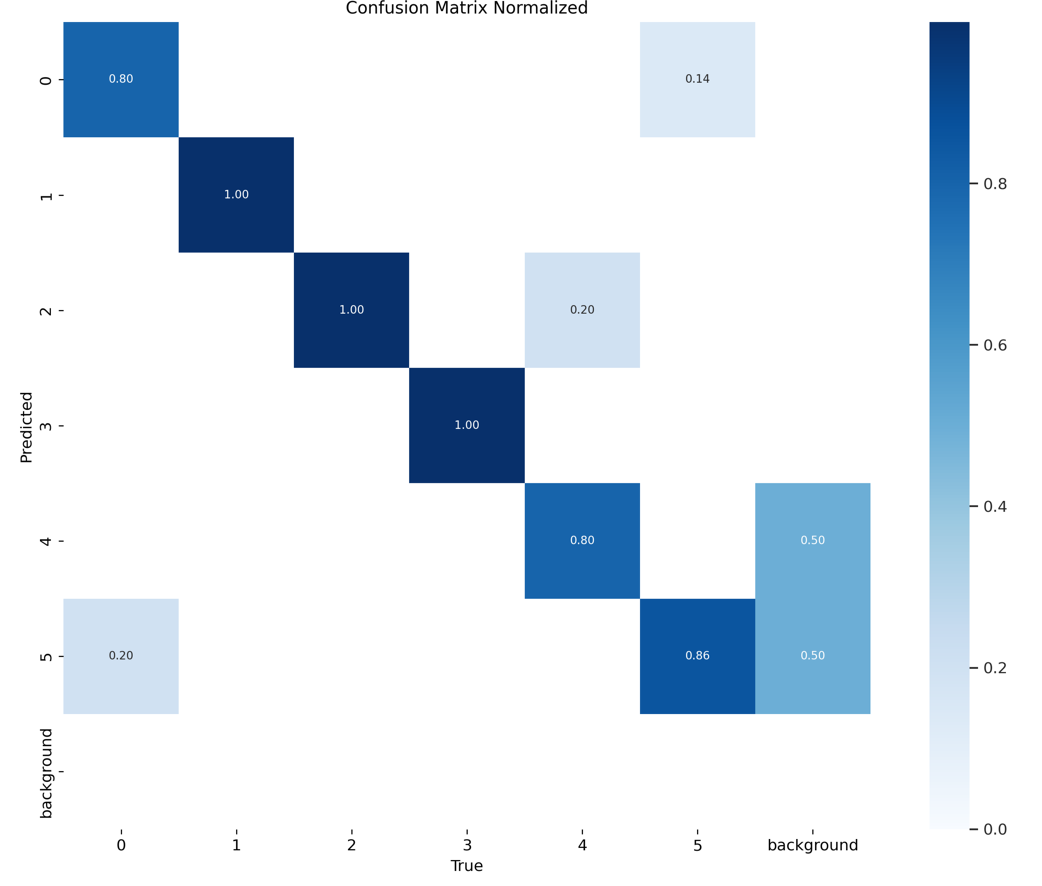 Confusion Matrix Normalized
0 0.80 0.14
1 1.00
2 1.00 0.20
3 1.00
4 0.80 0.50
5 0.20 0.86 0.50
background
Predicted
0 1 2 3 4 5 background
True
0.8
0.6
0.4
0.2
0.0